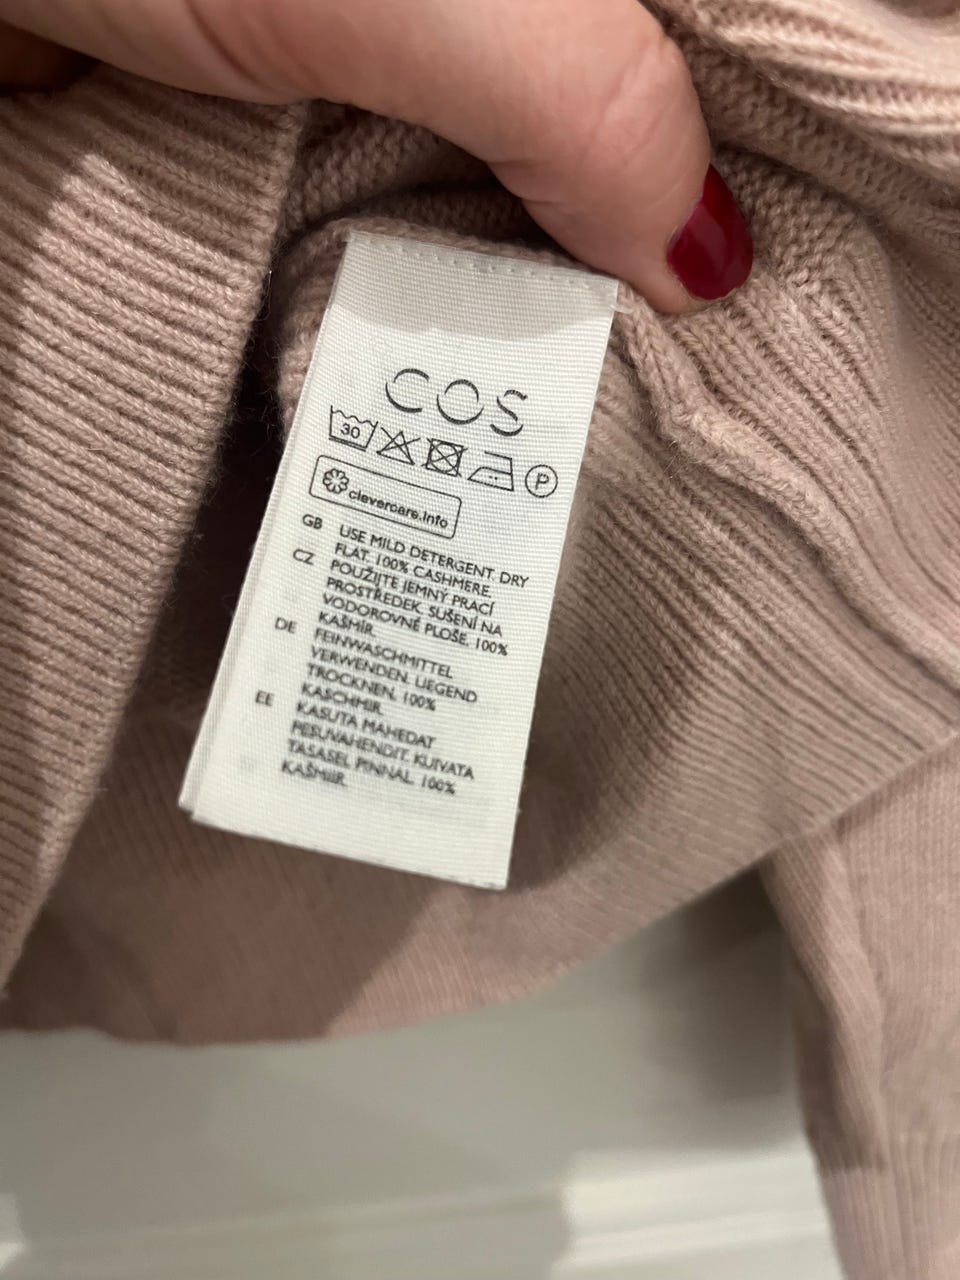 COS
30
P
clevercare.info
GB USE MILD DETERGENT. DRY
FLAT. 100% CASHMERE.
CZ POUŽIJTE JEMNÝ PRACÍ
PROSTŘEDEK. SUŠENÍ NA
VODOROVNÉ PLOŠE. 100%
KAŠMÍR.
DE FEINWASCHMITTEL
VERWENDEN. LIEGEND
TROCKNEN. 100%
KASCHMIR.
EE KASUTA MAHEDAT
PESUVAHENDIT. KUIVATA
TASASEL PINNAL. 100%
KAŠMIIR.